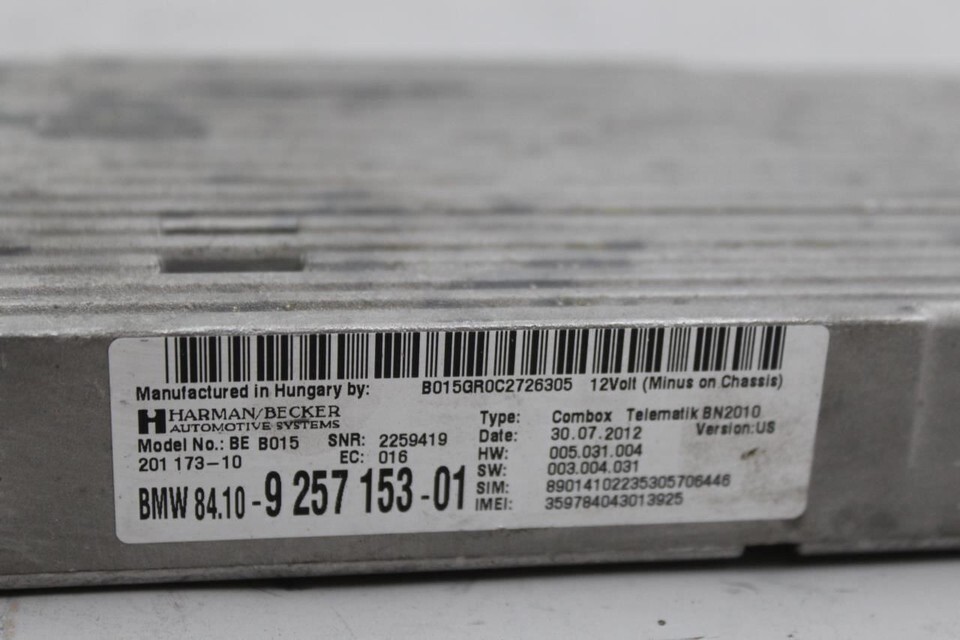 Manufactured in Hungary by: B015GR0C2726305 12Volt (Minus on Chassis)
HARMAN/BECKER
AUTOMOTIVE SYSTEMS
Model No.: BE B015 SNR: 2259419
201 173-10 EC: 016
BMW 84.10-9 257 153-01
Type: Combox Telematik BN2010
Date: 30.07.2012 Version:US
HW: 005.031.004
SW: 003.004.031
SIM: 89014102235305706446
IMEI: 359784043013925